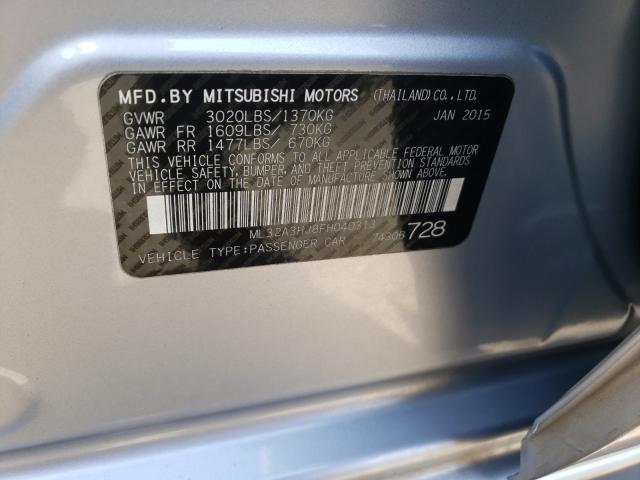 MFD.BY MITSUBISHI MOTORS (THAILAND)CO.,LTD.
GVWR 3020LBS/1370KG JAN 2015
GAWR FR 1609LBS/ 730KG
GAWR RR 1477LBS/ 670KG
THIS VEHICLE CONFORMS TO ALL APPLICABLE FEDERAL MOTOR
VEHICLE SAFETY,BUMPER,AND THEFT PREVENTION STANDARDS
IN EFFECT ON THE DATE OF MANUFACTURE SHOWN ABOVE.
ML32A3HJ8FH040313
VEHICLE TYPE:PASSENGER CAR 7430B 728